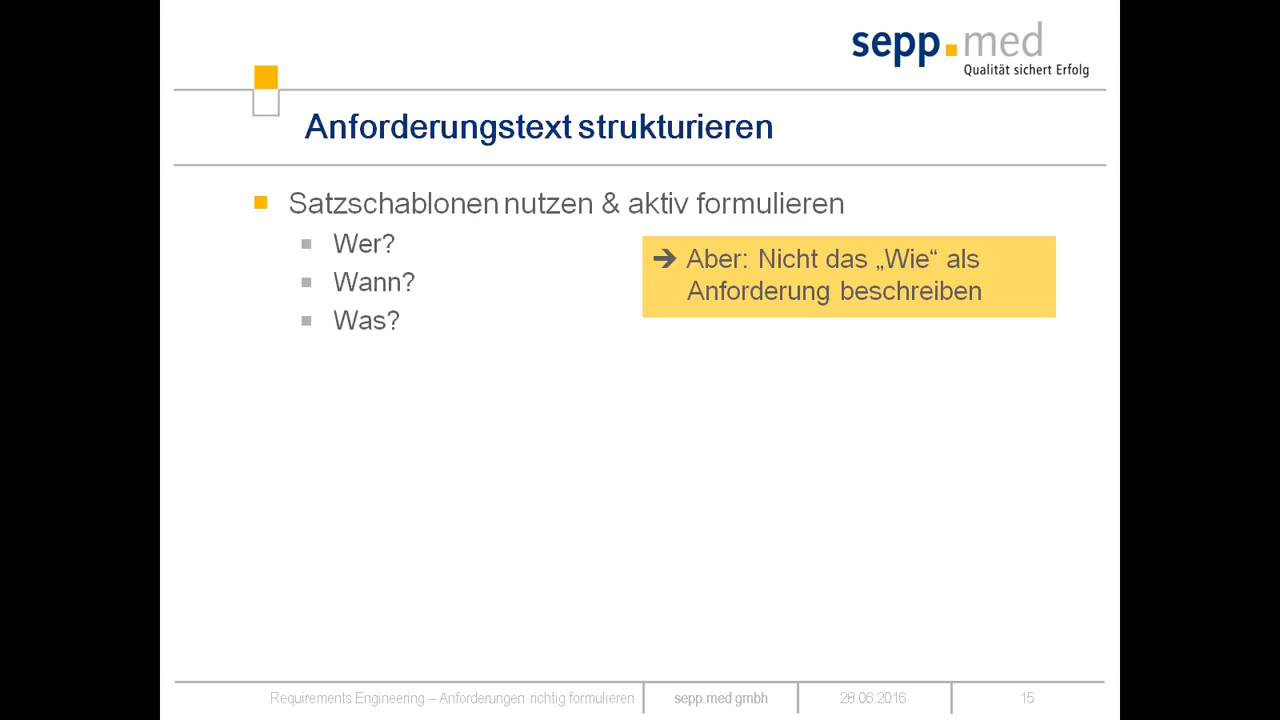 sepp.med
Qualität sichert Erfolg
Anforderungstext strukturieren
Satzschablonen nutzen & aktiv formulieren
Wer?
Wann?
Was?
➔ Aber: Nicht das „Wie“ als
Anforderung beschreiben
Requirements Engineering – Anforderungen richtig formulieren
sepp.med gmbh
28.06.2016
15